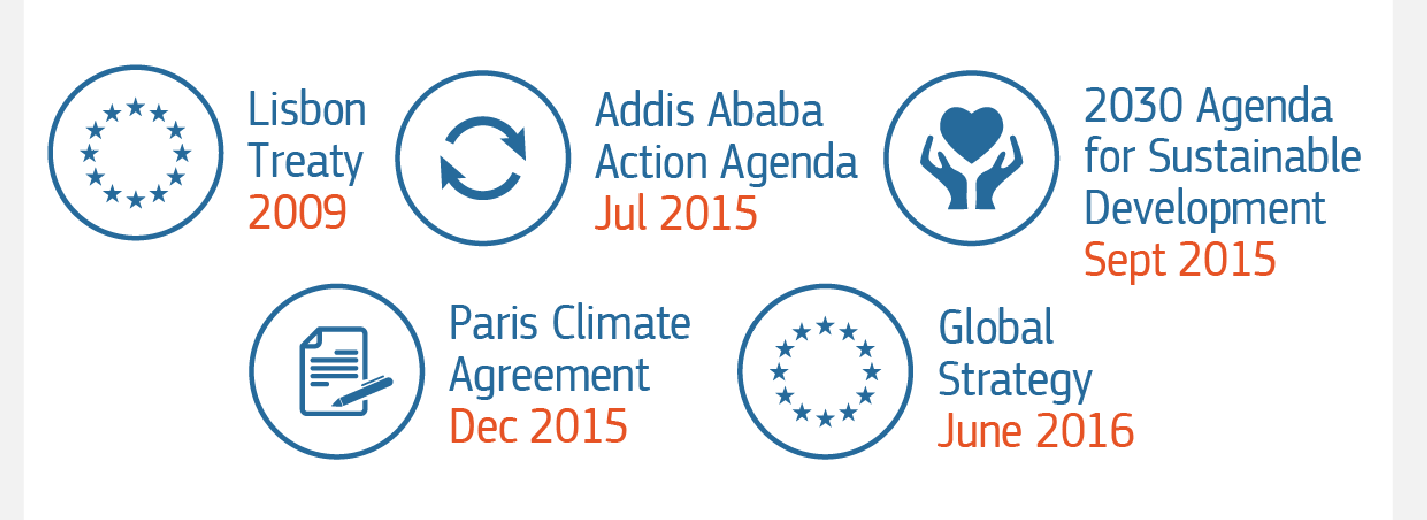 Lisbon
Treaty
2009
Addis Ababa
Action Agenda
Jul 2015
2030 Agenda
for Sustainable
Development
Sept 2015
Paris Climate
Agreement
Dec 2015
Global
Strategy
June 2016